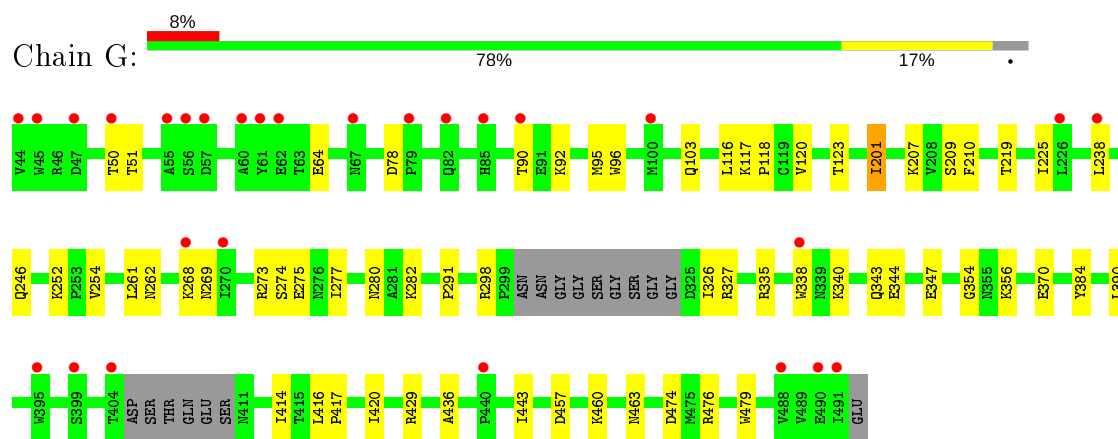 8%
Chain G:
78% 17% •
V44 W45 R46 D47 T50 T51 A55 S56 D57 A60 Y61 E62 T63 E64 N67 D78 P79 Q82 H85 T90 E91 K92 M95 W96 M100 Q103 L116 K117 P118 C119 V120 T123 I201 K207 V208 S209 F210 T219 I225 L226 L238
Q246 K252 P253 V254 L261 N262 K268 N269 I270 R273 S274 E275 N276 I277 N280 A281 K282 P291 R298 P299 ASN ASN GLY GLY SER GLY SER GLY GLY D325 I326 R327 R335 W338 N339 K340 Q343 E344 E347 G354 N355 K356 E370 Y384
W395 S399 T404 ASP SER THR GLN GLU SER N411 I414 T415 L416 P417 I420 R429 A436 P440 I443 D457 K460 N463 D474 M475 R476 W479 V488 V489 E490 I491 GLU